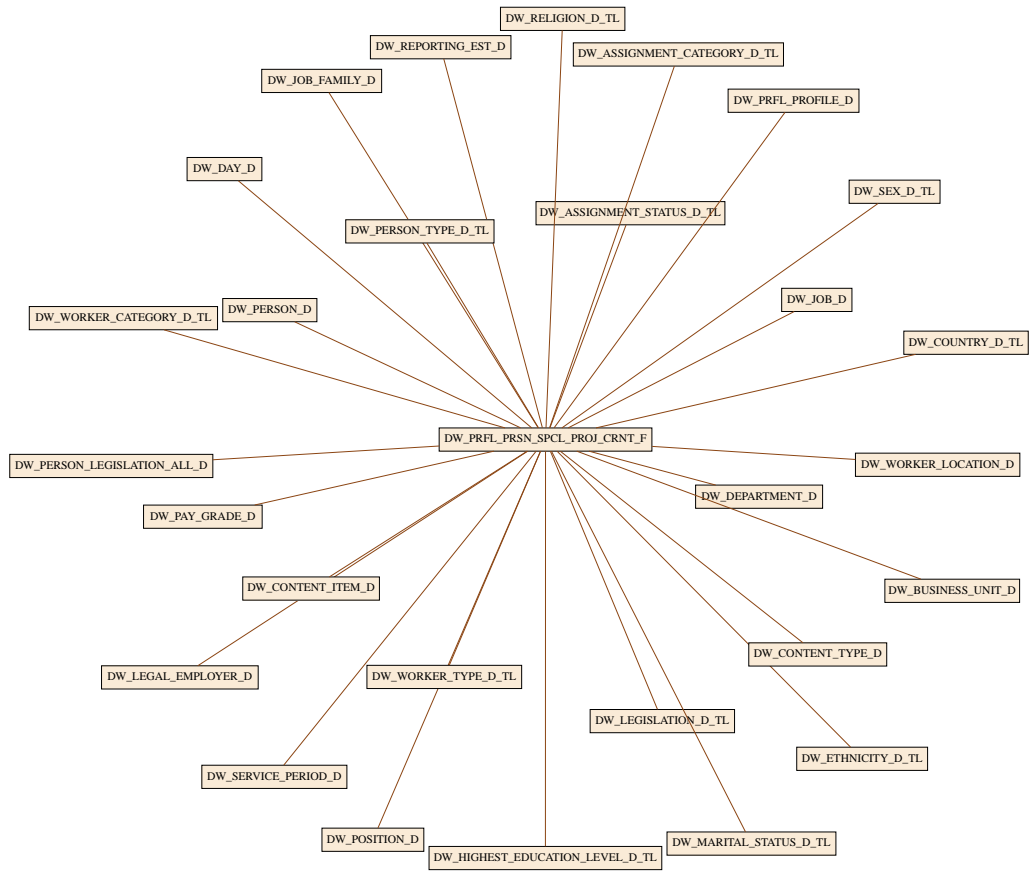 DW_RELIGION_D_TL
DW_REPORTING_EST_D
DW_ASSIGNMENT_CATEGORY_D_TL
DW_JOB_FAMILY_D
DW_PRFL_PROFILE_D
DW_DAY_D
DW_SEX_D_TL
DW_ASSIGNMENT_STATUS_D_TL
DW_PERSON_TYPE_D_TL
DW_JOB_D
DW_PERSON_D
DW_WORKER_CATEGORY_D_TL
DW_COUNTRY_D_TL
DW_PRFL_PRSN_SPCL_PROJ_CRNT_F
DW_PERSON_LEGISLATION_ALL_D
DW_WORKER_LOCATION_D
DW_DEPARTMENT_D
DW_PAY_GRADE_D
DW_CONTENT_ITEM_D
DW_BUSINESS_UNIT_D
DW_CONTENT_TYPE_D
DW_LEGAL_EMPLOYER_D
DW_WORKER_TYPE_D_TL
DW_LEGISLATION_D_TL
DW_ETHNICITY_D_TL
DW_SERVICE_PERIOD_D
DW_POSITION_D
DW_MARITAL_STATUS_D_TL
DW_HIGHEST_EDUCATION_LEVEL_D_TL